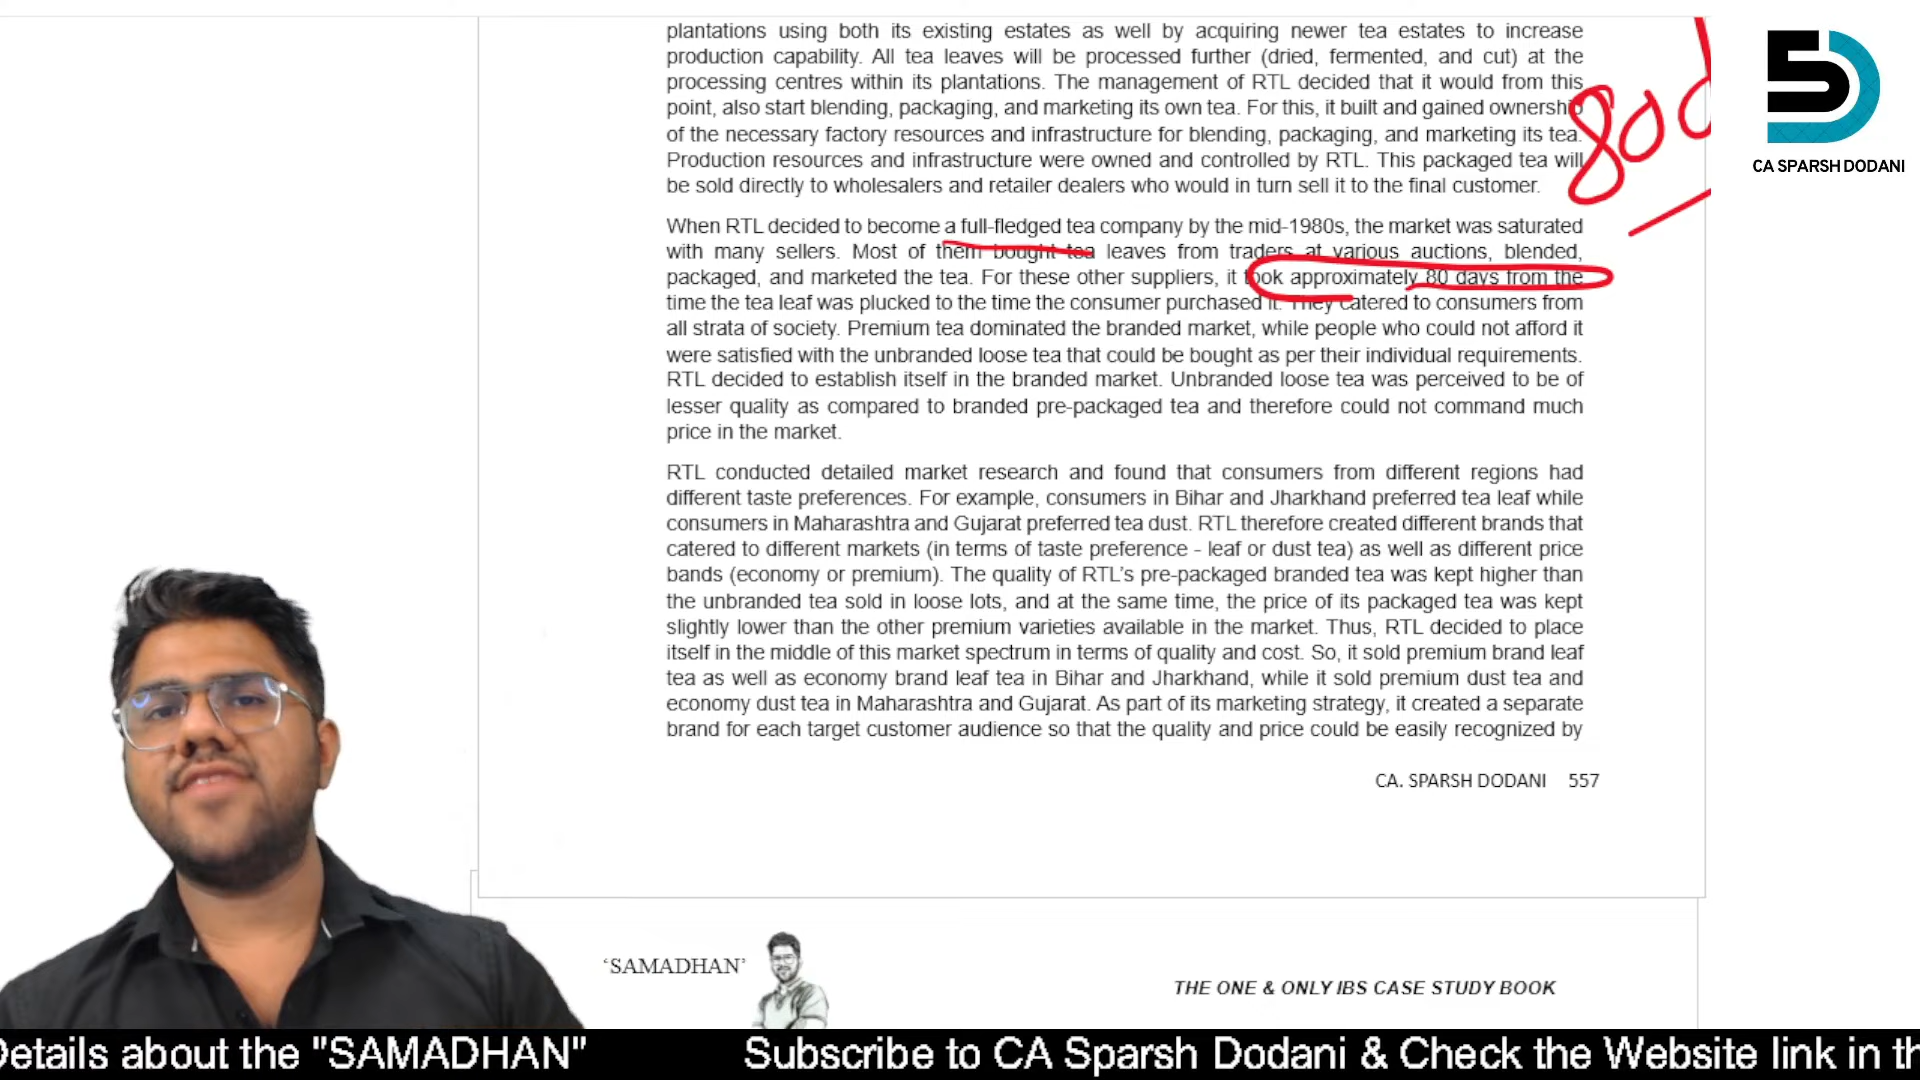 plantations using both its existing estates as well by acquiring newer tea estates to increase
production capability. All tea leaves will be processed further (dried, fermented, and cut) at the
processing centres within its plantations. The management of RTL decided that it would from this
point, also start blending, packaging, and marketing its own tea. For this, it built and gained ownership
of the necessary factory resources and infrastructure for blending, packaging, and marketing its tea.
Production resources and infrastructure were owned and controlled by RTL. This packaged tea will
be sold directly to wholesalers and retailer dealers who would in turn sell it to the final customer.
80d
When RTL decided to become a full-fledged tea company by the mid-1980s, the market was saturated
with many sellers. Most of them bought tea leaves from traders at various auctions, blended,
packaged, and marketed the tea. For these other suppliers, it took approximately 80 days from the
time the tea leaf was plucked to the time the consumer purchased it. They catered to consumers from
all strata of society. Premium tea dominated the branded market, while people who could not afford it
were satisfied with the unbranded loose tea that could be bought as per their individual requirements.
RTL decided to establish itself in the branded market. Unbranded loose tea was perceived to be of
lesser quality as compared to branded pre-packaged tea and therefore could not command much
price in the market.
RTL conducted detailed market research and found that consumers from different regions had
different taste preferences. For example, consumers in Bihar and Jharkhand preferred tea leaf while
consumers in Maharashtra and Gujarat preferred tea dust. RTL therefore created different brands that
catered to different markets (in terms of taste preference - leaf or dust tea) as well as different price
bands (economy or premium). The quality of RTL's pre-packaged branded tea was kept higher than
the unbranded tea sold in loose lots, and at the same time, the price of its packaged tea was kept
slightly lower than the other premium varieties available in the market. Thus, RTL decided to place
itself in the middle of this market spectrum in terms of quality and cost. So, it sold premium brand leaf
tea as well as economy brand leaf tea in Bihar and Jharkhand, while it sold premium dust tea and
economy dust tea in Maharashtra and Gujarat. As part of its marketing strategy, it created a separate
brand for each target customer audience so that the quality and price could be easily recognized by
CA. SPARSH DODANI 557
5D
CA SPARSH DODANI
'SAMADHAN'
THE ONE & ONLY IBS CASE STUDY BOOK
Details about the "SAMADHAN" Subscribe to CA Sparsh Dodani & Check the Website link in th